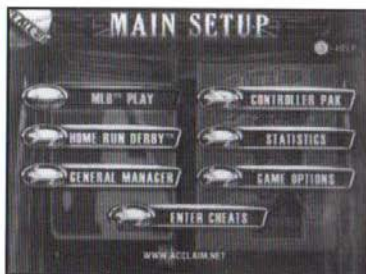 MAIN SETUP
HELP
MLB™ PLAY
CONTROLLER PAK
HOME RUN DERBY™
STATISTICS
GENERAL MANAGER
GAME OPTIONS
ENTER CHEATS
WWW.ACCLAIM.NET